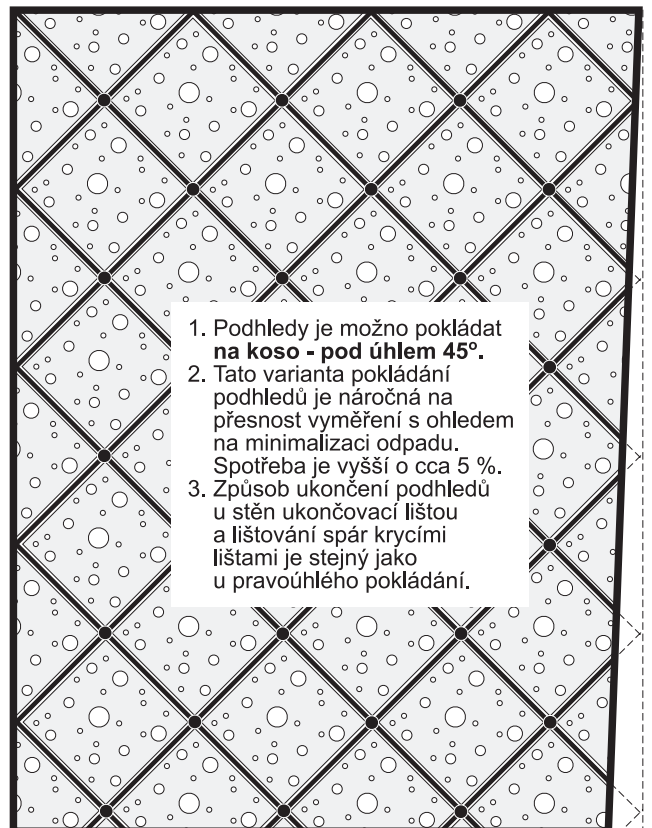 1. Podhledy je možno pokládat
na koso - pod úhlem 45º.
2. Tato varianta pokládání
podhledů je náročná na
přesnost vyměření s ohledem
na minimalizaci odpadu.
Spotřeba je vyšší o cca 5 %.
3. Způsob ukončení podhledů
u stěn ukončovací lištou
a lištování spár krycími
lištami je stejný jako
u pravoúhlého pokládání.